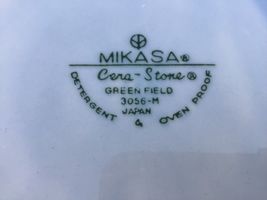 MIKASA®
Cera-Stone®
GREEN FIELD
3056-M
JAPAN
DETERGENT & OVEN PROOF